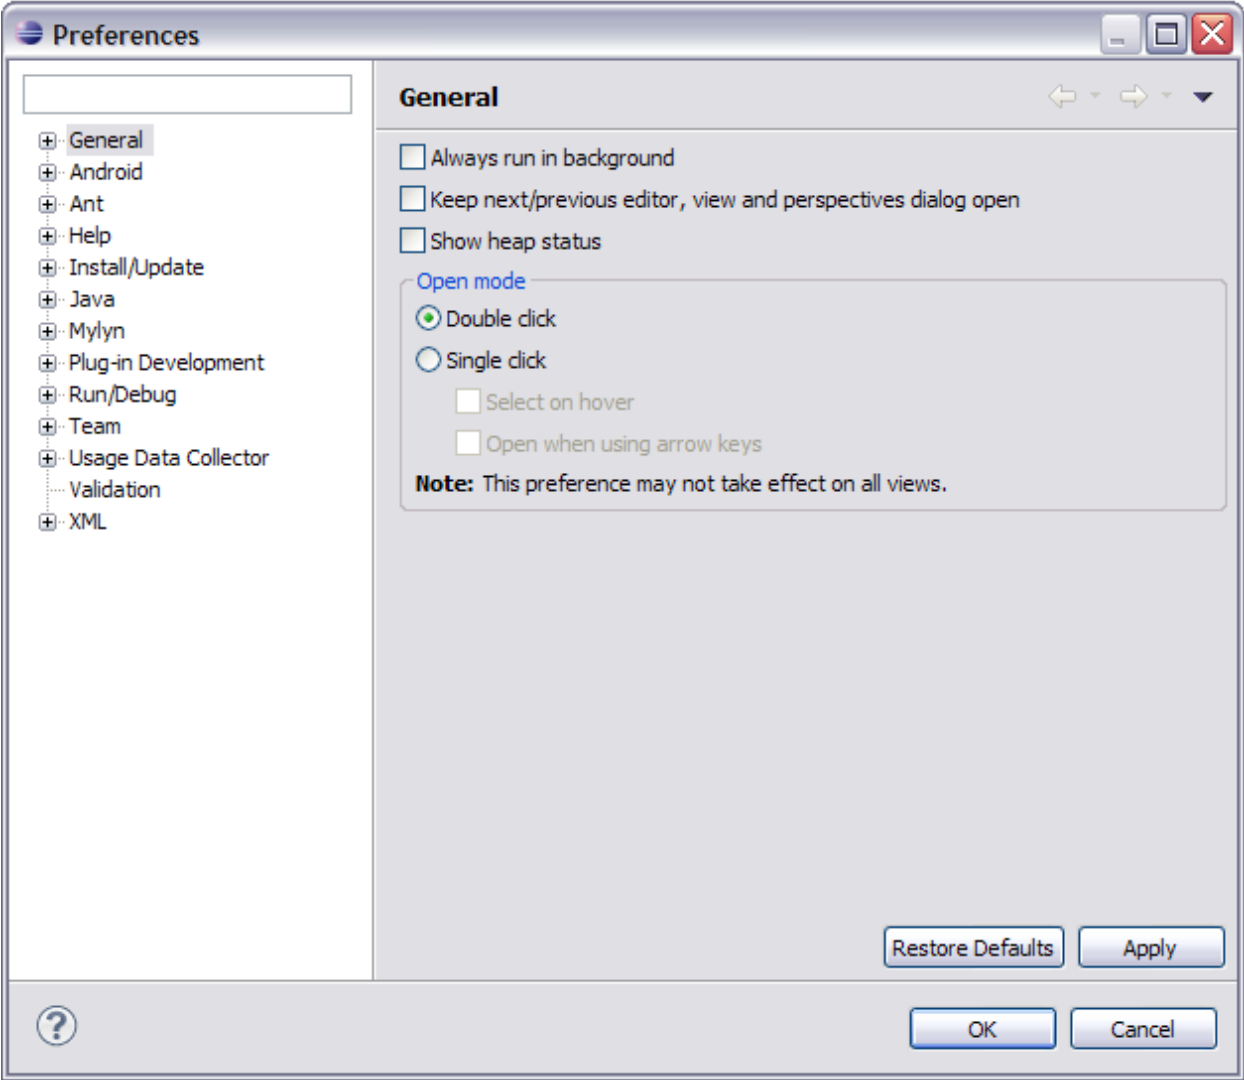 Preferences
General
Android
Ant
Help
Install/Update
Java
Mylyn
Plug-in Development
Run/Debug
Team
Usage Data Collector
Validation
XML
General
Always run in background
Keep next/previous editor, view and perspectives dialog open
Show heap status
Open mode
Double click
Single click
Select on hover
Open when using arrow keys
Note: This preference may not take effect on all views.
Restore Defaults
Apply
?
OK
Cancel